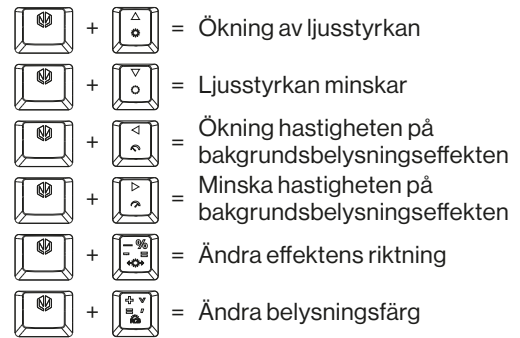 + = Ökning av ljusstyrkan
+ = Ljusstyrkan minskar
+ = Ökning hastigheten på
bakgrundsbelysningseffekten
+ = Minska hastigheten på
bakgrundsbelysningseffekten
+ – % - = = Ändra effektens riktning
+ = Ändra belysningsfärg